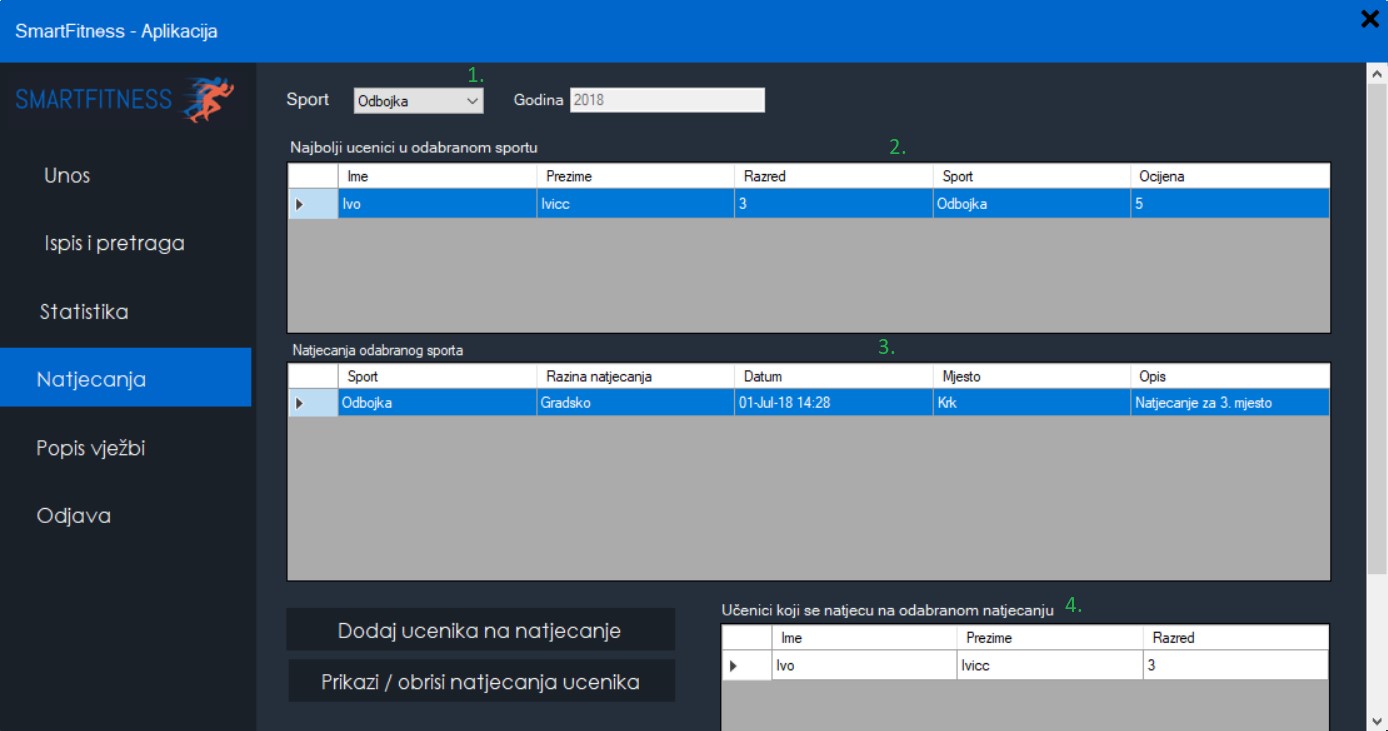 SmartFitness - Aplikacija
SMARTFITNESS
Unos
Ispis i pretraga
Statistika
Natjecanja
Popis vježbi
Odjava
1.
Sport Odbojka Godina 2018
Najbolji ucenici u odabranom sportu 2.
Ime Prezime Razred Sport Ocijena
Ivo Ivicc 3 Odbojka 5
Natjecanja odabranog sporta 3.
Sport Razina natjecanja Datum Mjesto Opis
Odbojka Gradsko 01-Jul-18 14:28 Krk Natjecanje za 3. mjesto
Dodaj ucenika na natjecanje
Prikazi / obrisi natjecanja ucenika
Učenici koji se natjecu na odabranom natjecanju 4.
Ime Prezime Razred
Ivo Ivicc 3